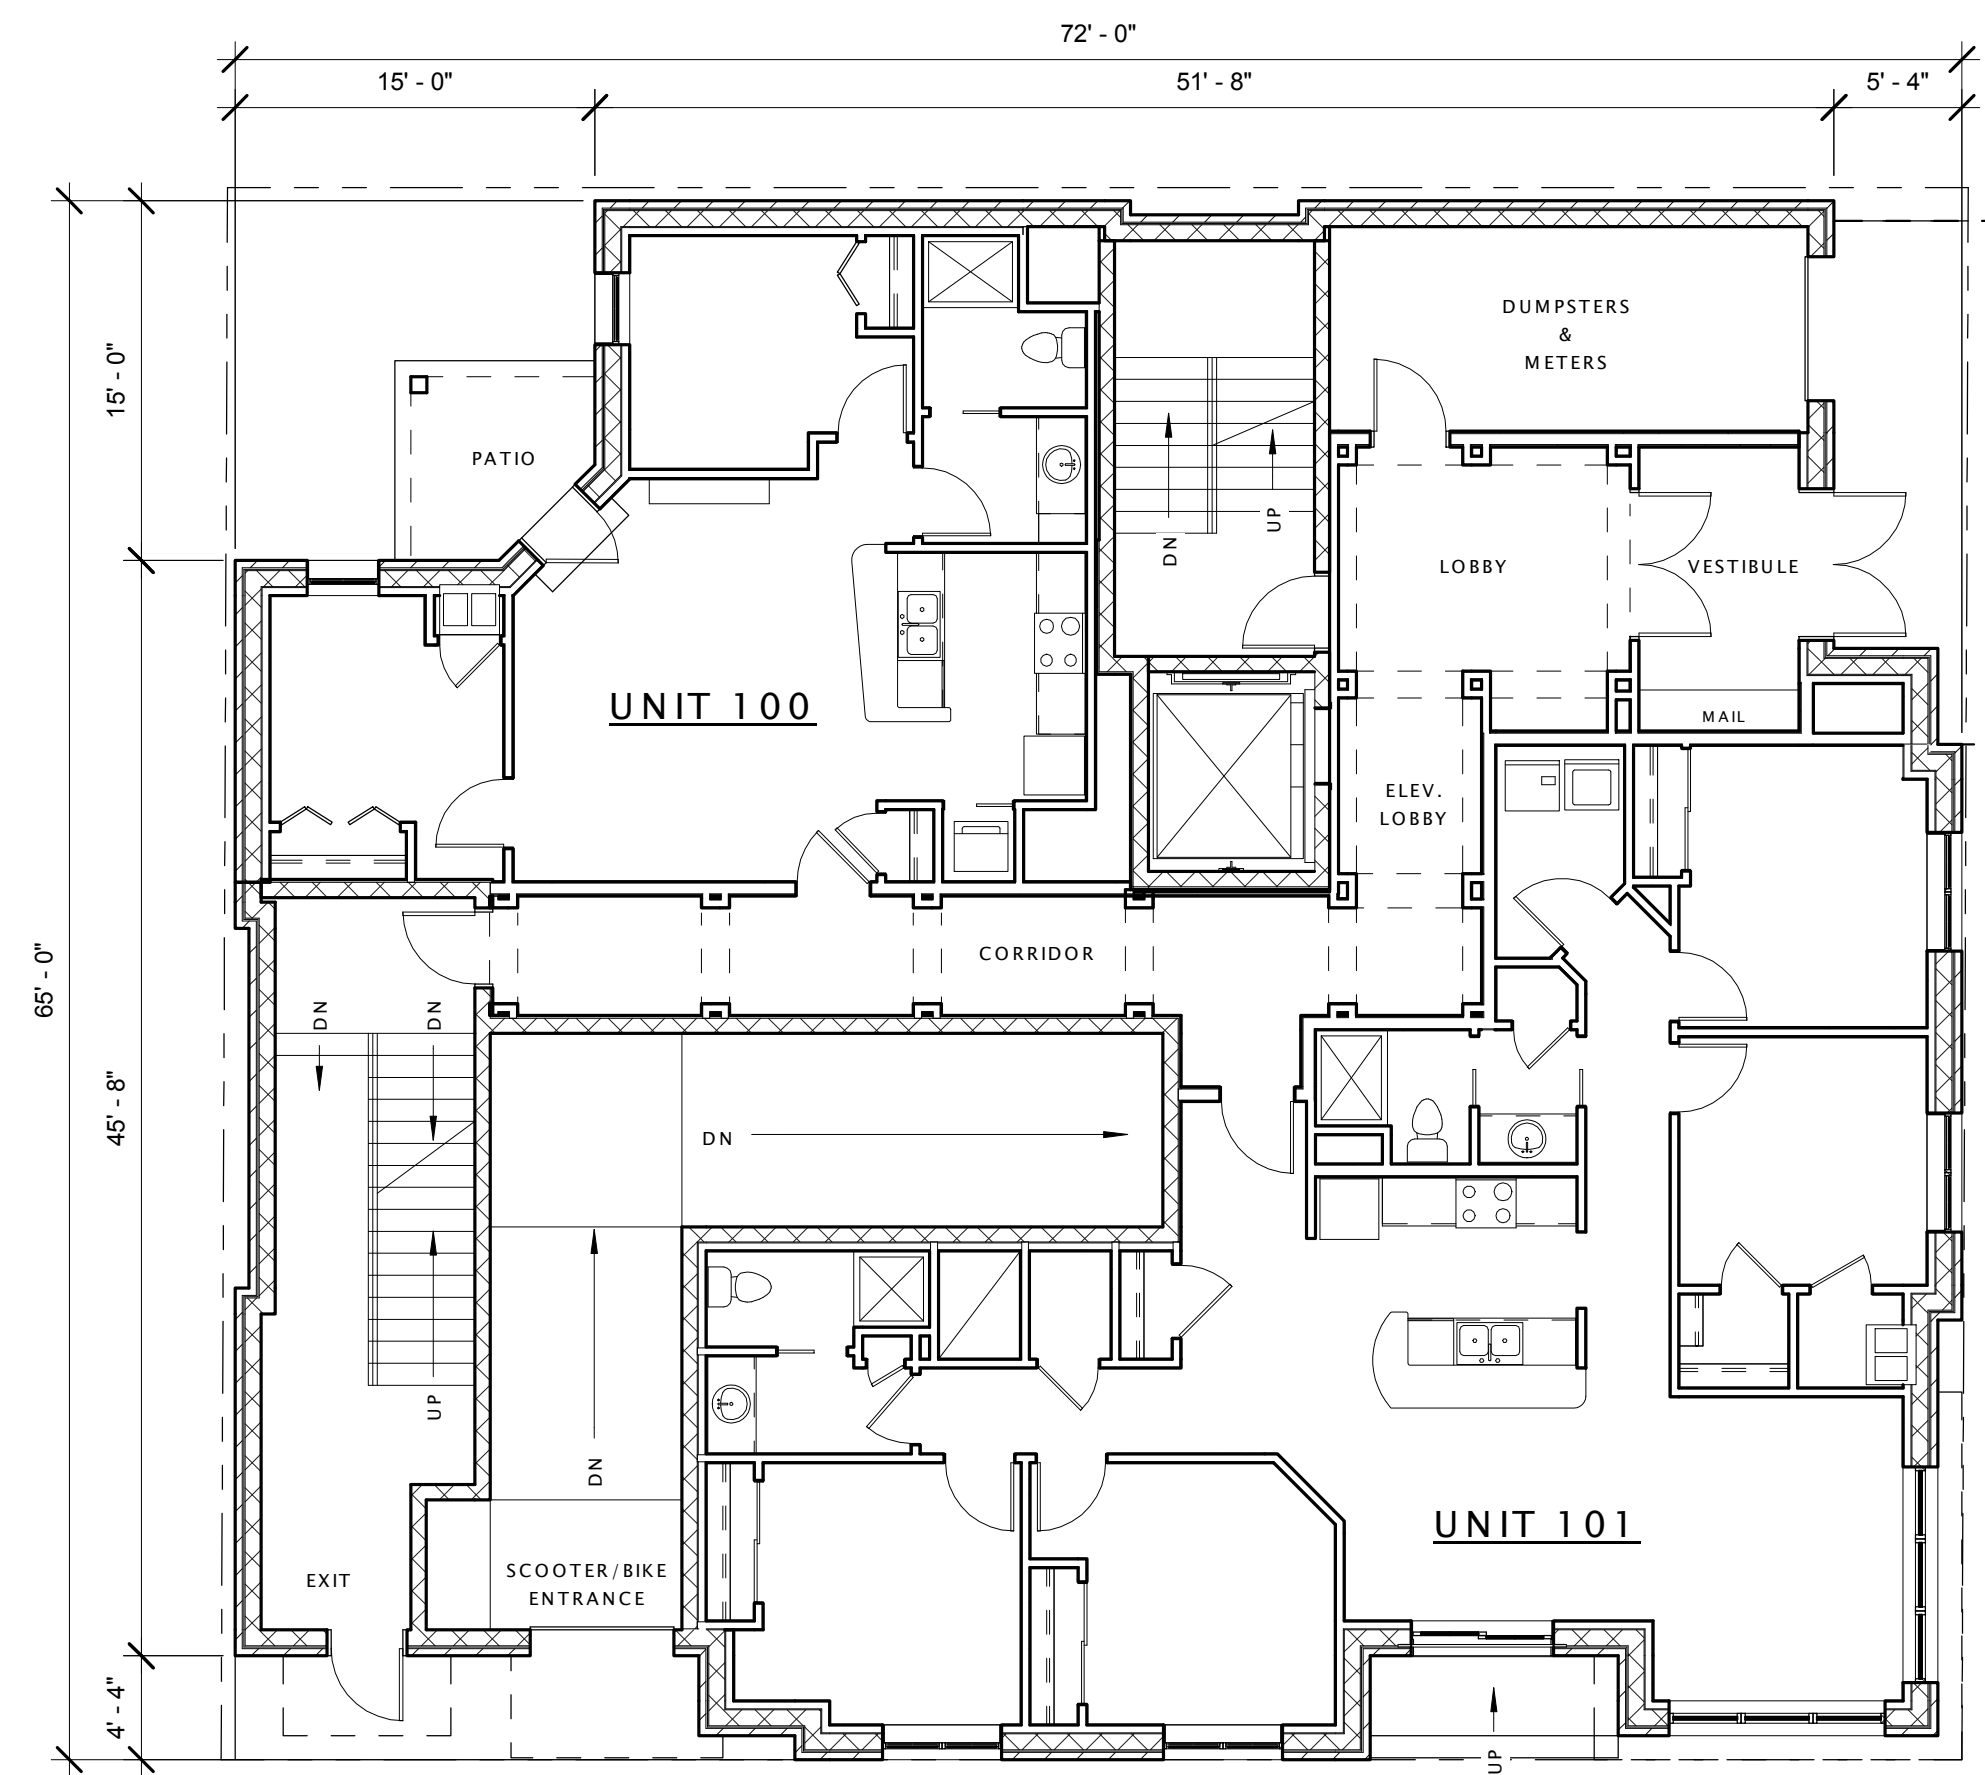 72' - 0"
15' - 0"
51' - 8"
5' - 4"
DUMPSTERS
&
METERS
15' - 0"
PATIO
DN
UP
LOBBY
VESTIBULE
UNIT 100
MAIL
ELEV.
LOBBY
65' - 0"
CORRIDOR
DN
DN
45' - 8"
DN
UP
DN
UNIT 101
EXIT
SCOOTER/BIKE
ENTRANCE
4' - 4"
UP